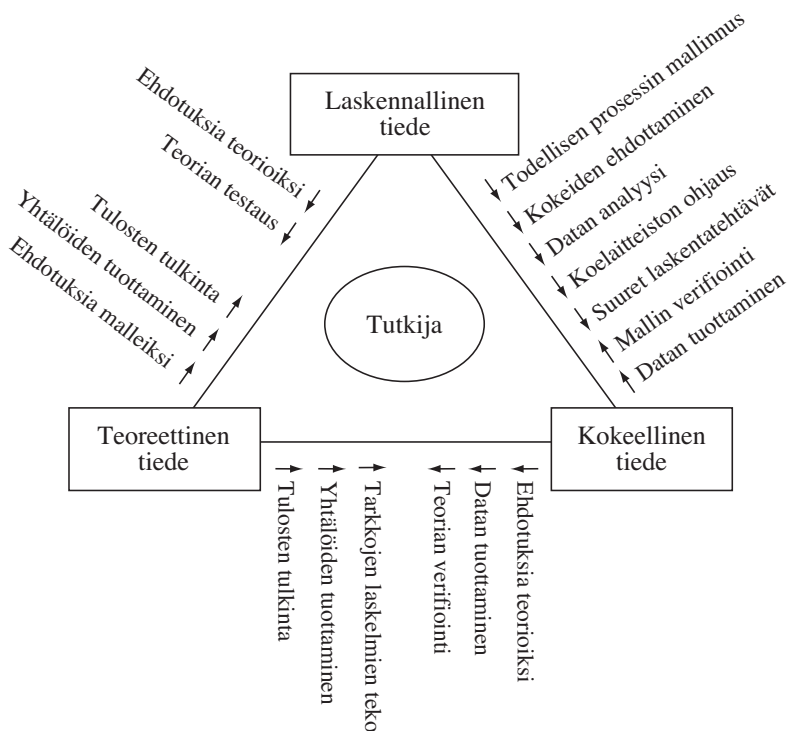 Laskennallinen
tiede
Ehdotuksia teorioiksi
Teorian testaus
Tulosten tulkinta
Yhtälöiden tuottaminen
Ehdotuksia malleiksi
Todellisen prosessin mallinnus
Kokeiden ehdottaminen
Datan analyysi
Koelaitteiston ohjaus
Suuret laskentatehtävät
Mallin verifiointi
Datan tuottaminen
Tutkija
Teoreettinen
tiede
Kokeellinen
tiede
Tulosten tulkinta
Yhtälöiden tuottaminen
Tarkkojen laskelmien teko
Teorian verifiointi
Datan tuottaminen
Ehdotuksia teorioiksi